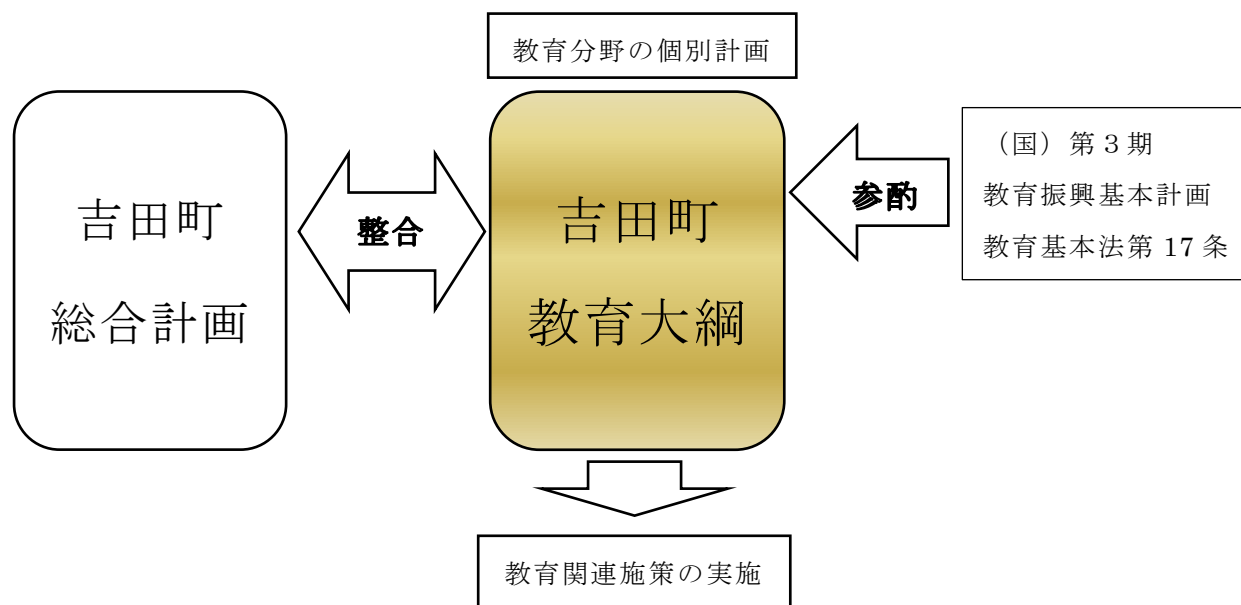 教育分野の個別計画
吉田町
総合計画
整合
吉田町
教育大綱
参酌
（国）第3期
教育振興基本計画
教育基本法第 17 条
教育関連施策の実施